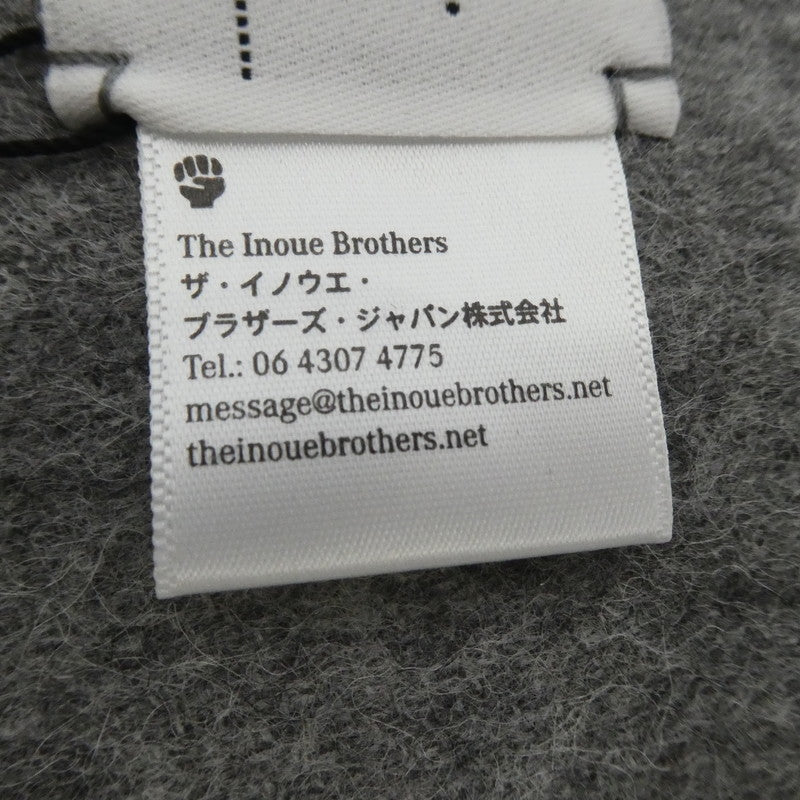 The Inoue Brothers
ザ・イノウエ・
ブラザーズ・ジャパン株式会社
Tel.: 06 4307 4775
message@theinouebrothers.net
theinouebrothers.net